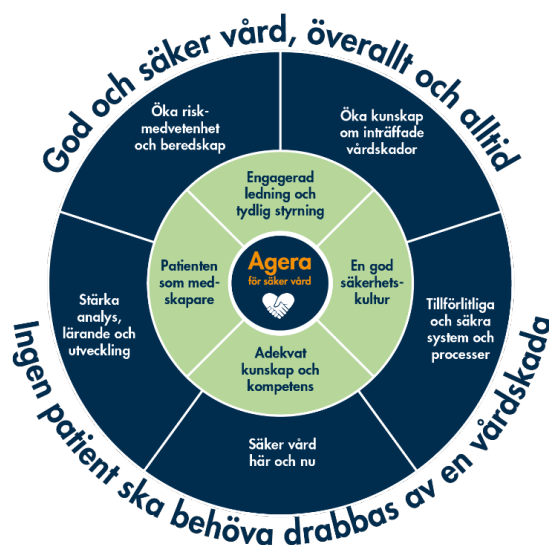 God och säker vård, överallt och alltid
Öka risk-
medvetenhet
och beredskap
Öka kunskap
om inträffade
vårdskador
Engagerad
ledning och
tydlig styrning
Patienten
som med-
skapare
Agera
för säker vård
En god
säkerhets-
kultur
Stärka
analys,
lärande och
utveckling
Tillförlitliga
och säkra
system och
processer
Adekvat
kunskap och
kompetens
Säker vård
här och nu
Ingen patient ska behöva drabbas av en vårdskada